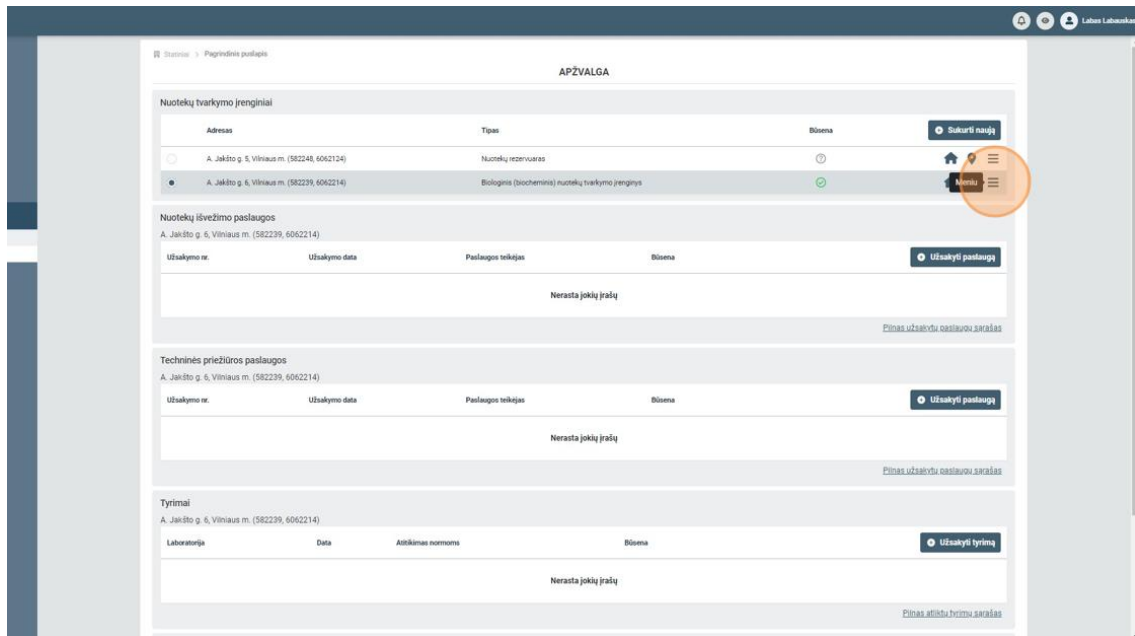 Labas Labauskas
Statiniai > Pagrindinis puslapis
APŽVALGA
Nuotekų tvarkymo įrenginiai
Adresas Tipas Būsena Sukurti naują
A. Jakšto g. 5, Vilniaus m. (582248, 6062124) Nuotekų rezervuaras
A. Jakšto g. 6, Vilniaus m. (582239, 6062214) Biologinis (biocheminis) nuotekų tvarkymo įrenginys Meniu
Nuotekų išvežimo paslaugos
A. Jakšto g. 6, Vilniaus m. (582239, 6062214)
Užsakymo nr. Užsakymo data Paslaugos teikėjas Būsena Užsakyti paslaugą
Nerasta jokių įrašų
Pilnas užsakytų paslaugų sąrašas
Techninės priežiūros paslaugos
A. Jakšto g. 6, Vilniaus m. (582239, 6062214)
Užsakymo nr. Užsakymo data Paslaugos teikėjas Būsena Užsakyti paslaugą
Nerasta jokių įrašų
Pilnas užsakytų paslaugų sąrašas
Tyrimai
A. Jakšto g. 6, Vilniaus m. (582239, 6062214)
Laboratorija Data Atitikimas normoms Būsena Užsakyti tyrimą
Nerasta jokių įrašų
Pilnas atliktų tyrimų sąrašas